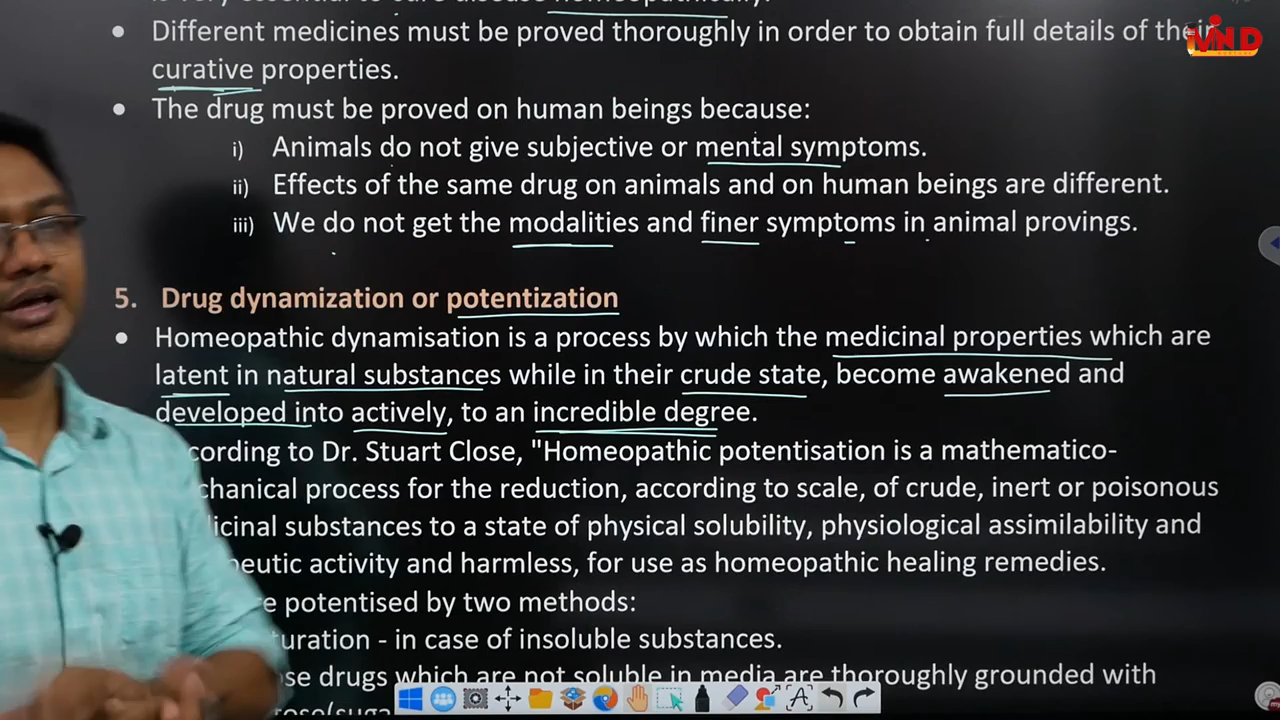 homeopathically.
Different medicines must be proved thoroughly in order to obtain full details of their
curative properties.
The drug must be proved on human beings because:
i) Animals do not give subjective or mental symptoms.
ii) Effects of the same drug on animals and on human beings are different.
iii) We do not get the modalities and finer symptoms in animal provings.
5. Drug dynamization or potentization
Homeopathic dynamisation is a process by which the medicinal properties which are
latent in natural substances while in their crude state, become awakened and
developed into actively, to an incredible degree.
cording to Dr. Stuart Close, "Homeopathic potentisation is a mathematico-
chanical process for the reduction, according to scale, of crude, inert or poisonous
icinal substances to a state of physical solubility, physiological assimilability and
peutic activity and harmless, for use as homeopathic healing remedies.
e potentised by two methods:
turation - in case of insoluble substances.
se drugs which are not soluble in media are thoroughly grounded with